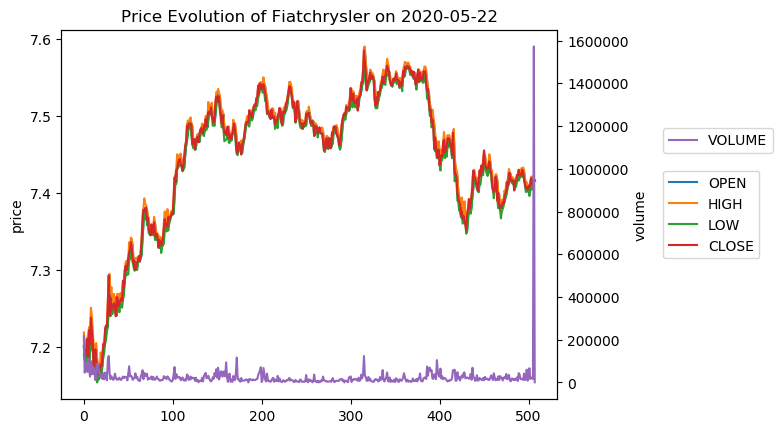 Price Evolution of Fiatchrysler on 2020-05-22
7.6
7.5
7.4
7.3
7.2
price
0
100
200
300
400
500
1600000
1400000
1200000
1000000
800000
600000
400000
200000
0
volume
VOLUME
OPEN
HIGH
LOW
CLOSE